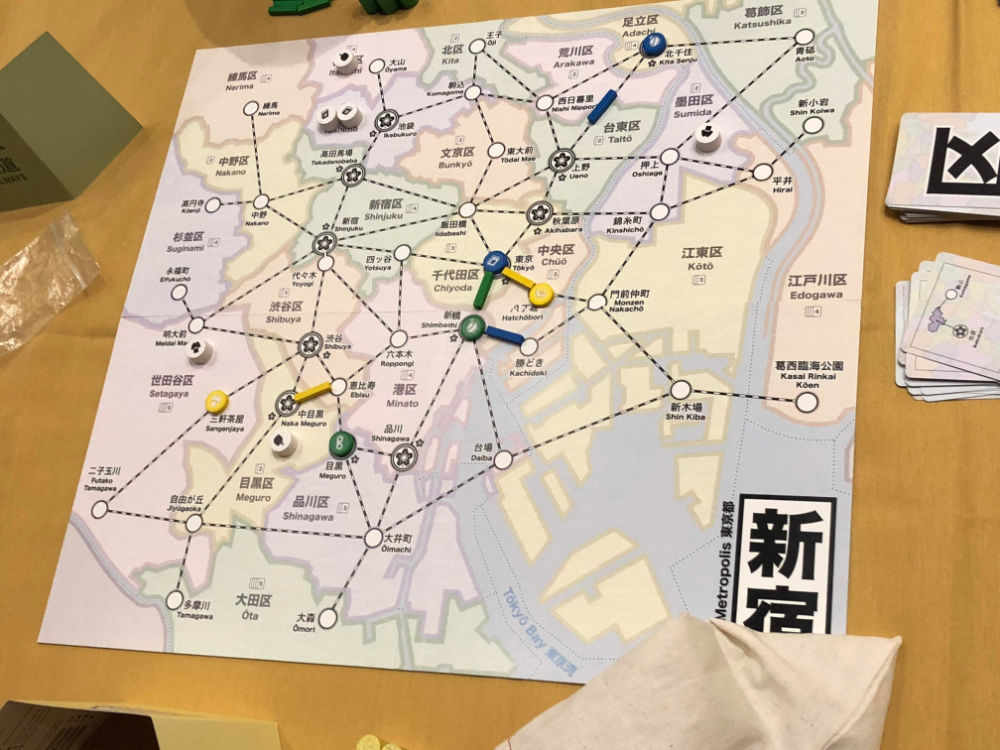 足立区
Adachi
葛飾区
Katsushika
王子
Ōji
北区
Kita
荒川区
Arakawa
北千住
Kita Senju
青砥
Aoto
大山
Ōyama
練馬区
Nerima
駒込
Komagome
西日暮里
Nishi Nippori
墨田区
Sumida
新小岩
Shin Koiwa
練馬
Nerima
池袋
Ikebukuro
台東区
Taitō
高田馬場
Takadanobaba
文京区
Bunkyō
東大前
Tōdai Mae
上野
Ueno
押上
Oshiage
平井
Hirai
中野区
Nakano
高円寺
Kōenji
中野
Nakano
新宿区
Shinjuku
飯田橋
Iidabashi
秋葉原
Akihabara
錦糸町
Kinshichō
新宿
Shinjuku
杉並区
Suginami
四ッ谷
Yotsuya
東京
Tōkyō
中央区
Chūō
江東区
Kōtō
江戸川区
Edogawa
代々木
Yoyogi
千代田区
Chiyoda
永福町
Eifukuchō
Hatchōbori
門前仲町
Monzen
Nakachō
渋谷区
Shibuya
新橋
Shimbashi
明大前
渋谷
Shibuya
六本木
Roppongi
勝どき
Kachidoki
世田谷区
Setagaya
恵比寿
Ebisu
港区
Minato
葛西臨海公園
Kasai Rinkai
Kōen
三軒茶屋
Sangenjaya
中目黒
Naka Meguro
新木場
Shin Kiba
品川
Shinagawa
目黒
Meguro
台場
Daiba
二子玉川
Futako
Tamagawa
目黒区
Meguro
自由が丘
Jiyūgaoka
品川区
Shinagawa
大井町
Ōimachi
大田区
Ōta
多摩川
Tamagawa
大森
Ōmori
Tōkyō Bay 東京湾
Metropolis 東京都
新宿
区